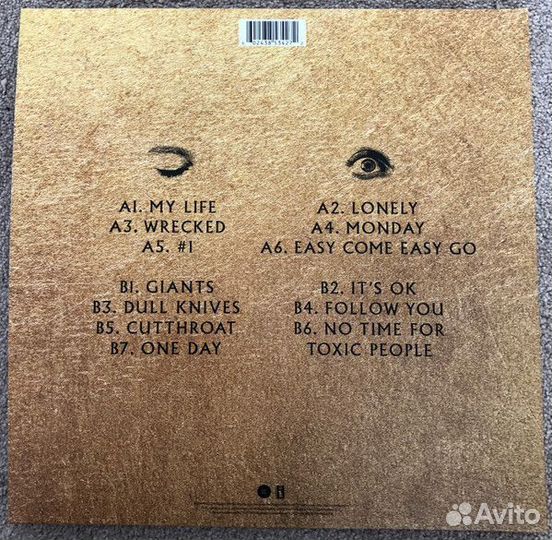 A1. MY LIFE
A2. LONELY
A3. WRECKED
A4. MONDAY
A5. #1
A6. EASY COME EASY GO
B1. GIANTS
B2. IT'S OK
B3. DULL KNIVES
B4. FOLLOW YOU
B5. CUTTHROAT
B6. NO TIME FOR
TOXIC PEOPLE
B7. ONE DAY
Avito